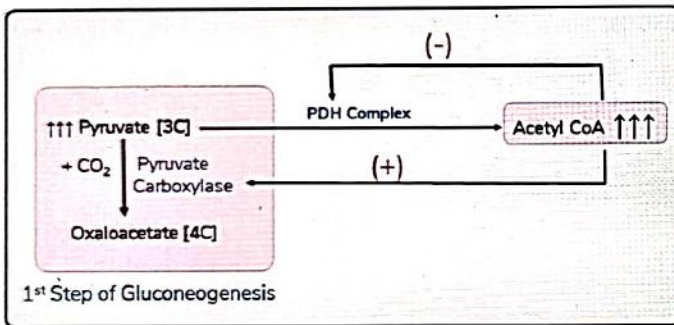 (-)
↑↑↑ Pyruvate [3C]
PDH Complex
Acetyl CoA ↑↑↑
+ CO₂
Pyruvate
Carboxylase
(+)
Oxaloacetate [4C]
1st Step of Gluconeogenesis